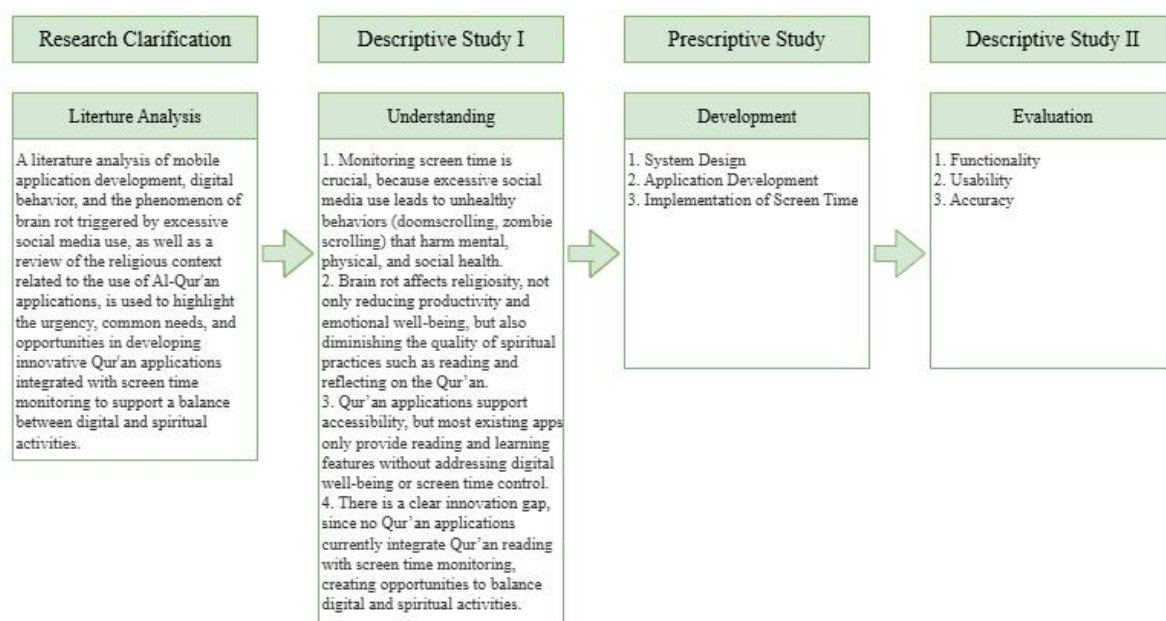 Research Clarification
Descriptive Study I
Prescriptive Study
Descriptive Study II
Literture Analysis
A literature analysis of mobile
application development, digital
behavior, and the phenomenon of
brain rot triggered by excessive
social media use, as well as a
review of the religious context
related to the use of Al-Qur'an
applications, is used to highlight
the urgency, common needs, and
opportunities in developing
innovative Qur'an applications
integrated with screen time
monitoring to support a balance
between digital and spiritual
activities.
Understanding
1. Monitoring screen time is
crucial, because excessive social
media use leads to unhealthy
behaviors (doomscrolling, zombie
scrolling) that harm mental,
physical, and social health.
2. Brain rot affects religiosity, not
only reducing productivity and
emotional well-being, but also
diminishing the quality of spiritual
practices such as reading and
reflecting on the Qur’an.
3. Qur’an applications support
accessibility, but most existing apps
only provide reading and learning
features without addressing digital
well-being or screen time control.
4. There is a clear innovation gap,
since no Qur’an applications
currently integrate Qur’an reading
with screen time monitoring,
creating opportunities to balance
digital and spiritual activities.
Development
1. System Design
2. Application Development
3. Implementation of Screen Time
Evaluation
1. Functionality
2. Usability
3. Accuracy